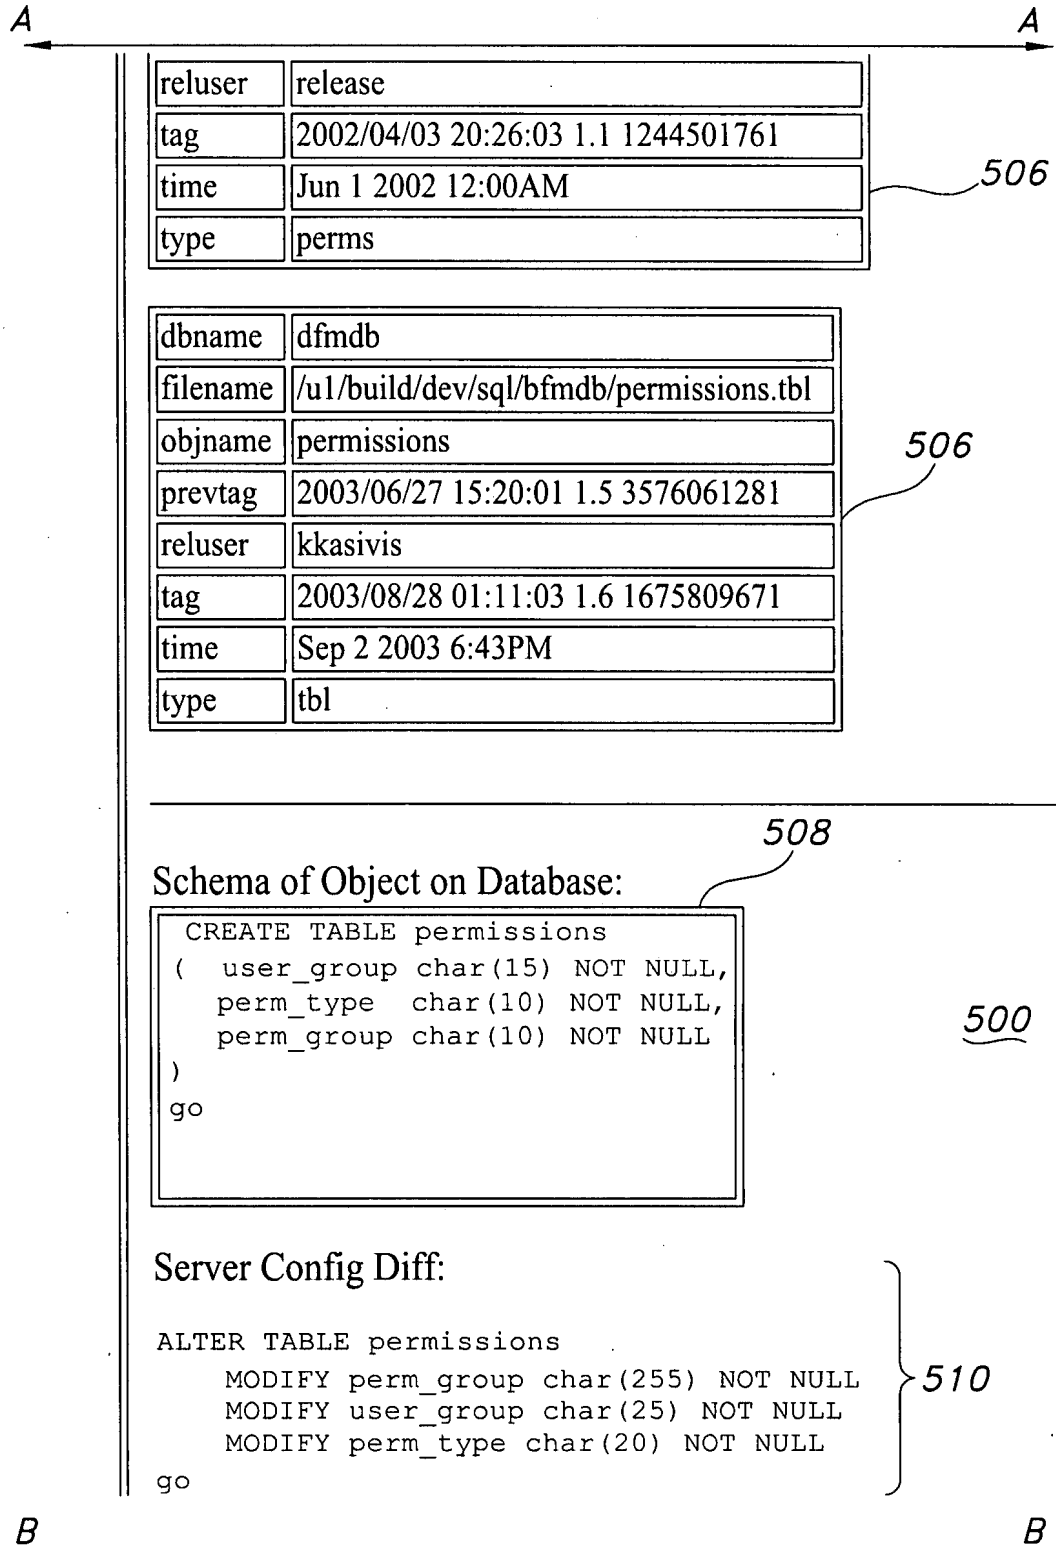 A A
reluser release
tag 2002/04/03 20:26:03 1.1 1244501761
time Jun 1 2002 12:00AM
506
type perms
dbname dfmdb
filename /u1/build/dev/sql/bfmdb/permissions.tbl
objname permissions
506
prevtag 2003/06/27 15:20:01 1.5 3576061281
reluser kkasivis
tag 2003/08/28 01:11:03 1.6 1675809671
time Sep 2 2003 6:43PM
type tbl
508
Schema of Object on Database:
CREATE TABLE permissions
( user_group char(15) NOT NULL,
perm_type char(10) NOT NULL,
perm_group char(10) NOT NULL
500
)
go
Server Config Diff:
ALTER TABLE permissions
MODIFY perm_group char(255) NOT NULL
510
MODIFY user_group char(25) NOT NULL
MODIFY perm_type char(20) NOT NULL
go
B B